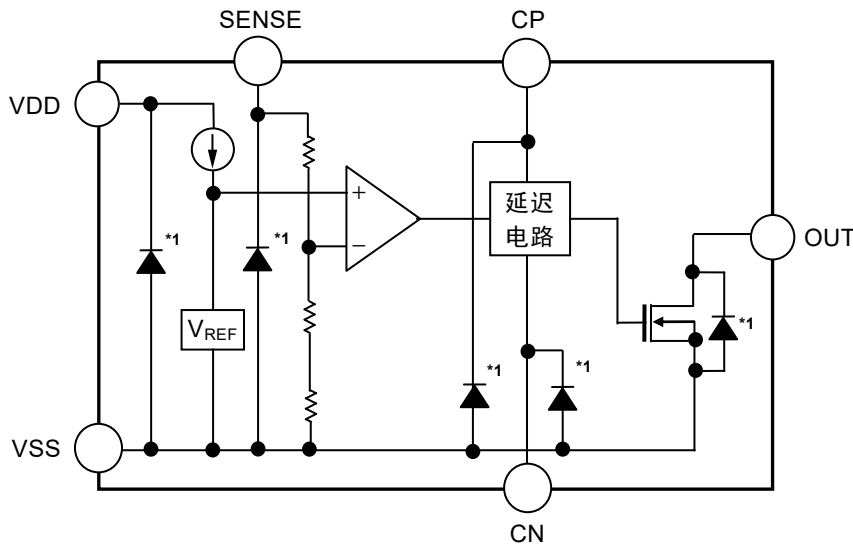 SENSE
CP
VDD
+
−
*1
*1
延迟
电路
OUT
*1
VREF
*1
*1
VSS
CN